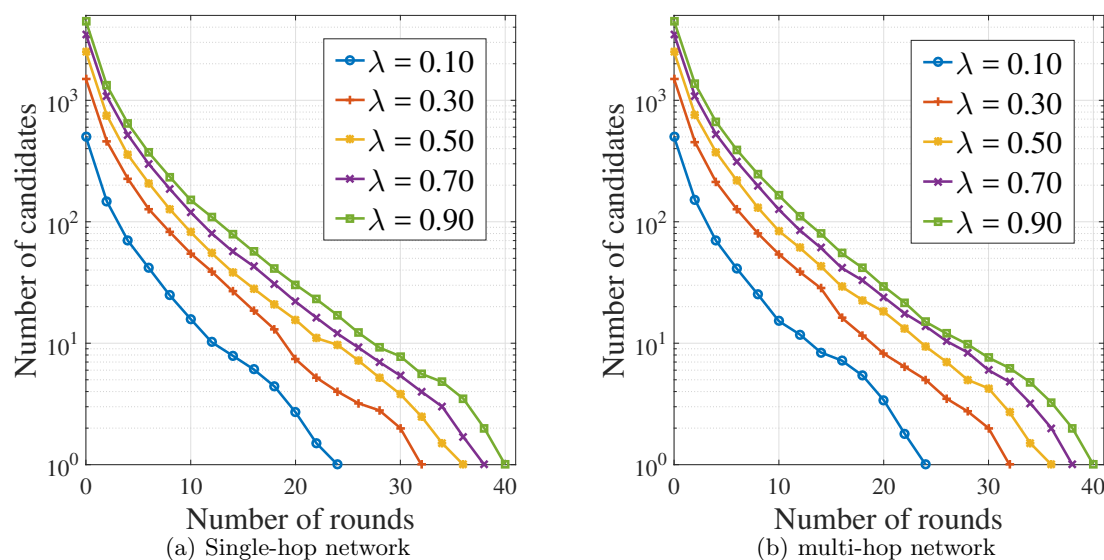 Number of candidates
10^3
10^2
10^1
10^0
0
10
20
30
40
Number of rounds
λ = 0.10
λ = 0.30
λ = 0.50
λ = 0.70
λ = 0.90
(a) Single-hop network
Number of candidates
10^3
10^2
10^1
10^0
0
10
20
30
40
Number of rounds
λ = 0.10
λ = 0.30
λ = 0.50
λ = 0.70
λ = 0.90
(b) multi-hop network